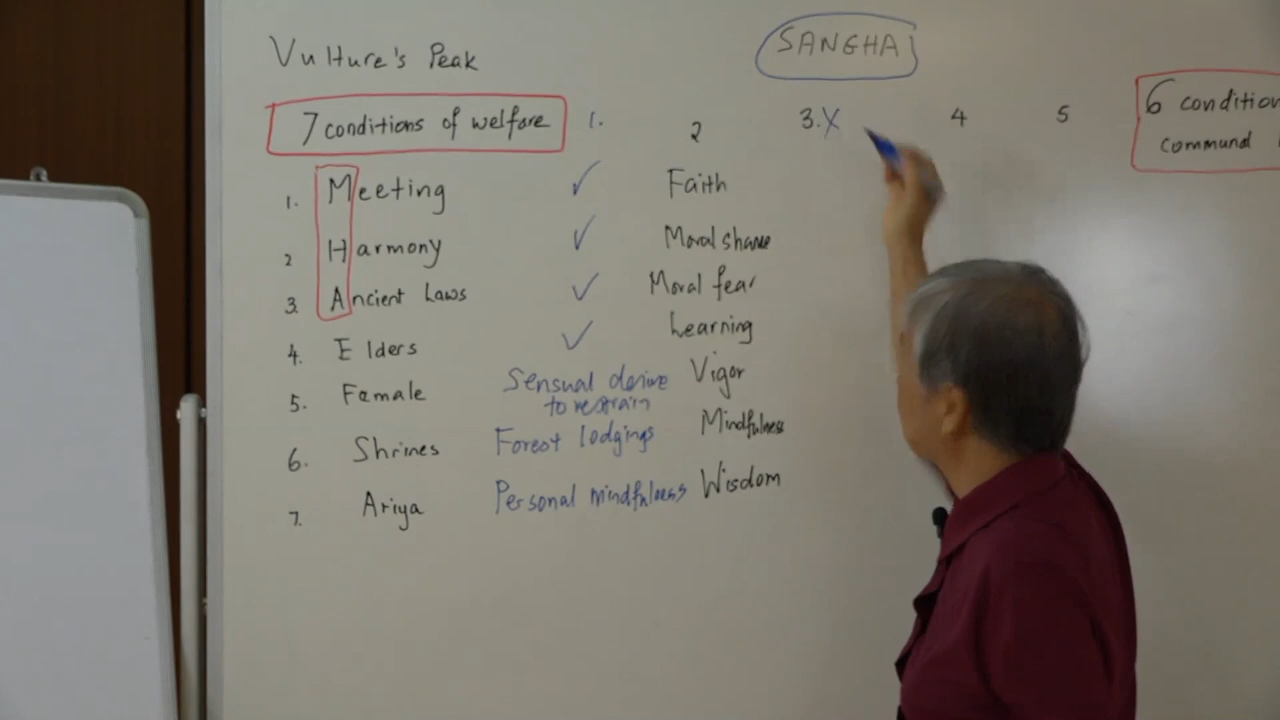 Vulture's Peak
SANGHA
7 conditions of welfare 1. 2 3.X 4 5
6 condition
command
1. Meeting ✓ Faith
2 Harmony ✓ Moral shame
3. Ancient Laws ✓ Moral fear
4. Elders ✓ Learning
5. Female Sensual desire to restrain Vigor
6. Shrines Forest lodgings Mindfulness
7. Ariya Personal mindfulness Wisdom